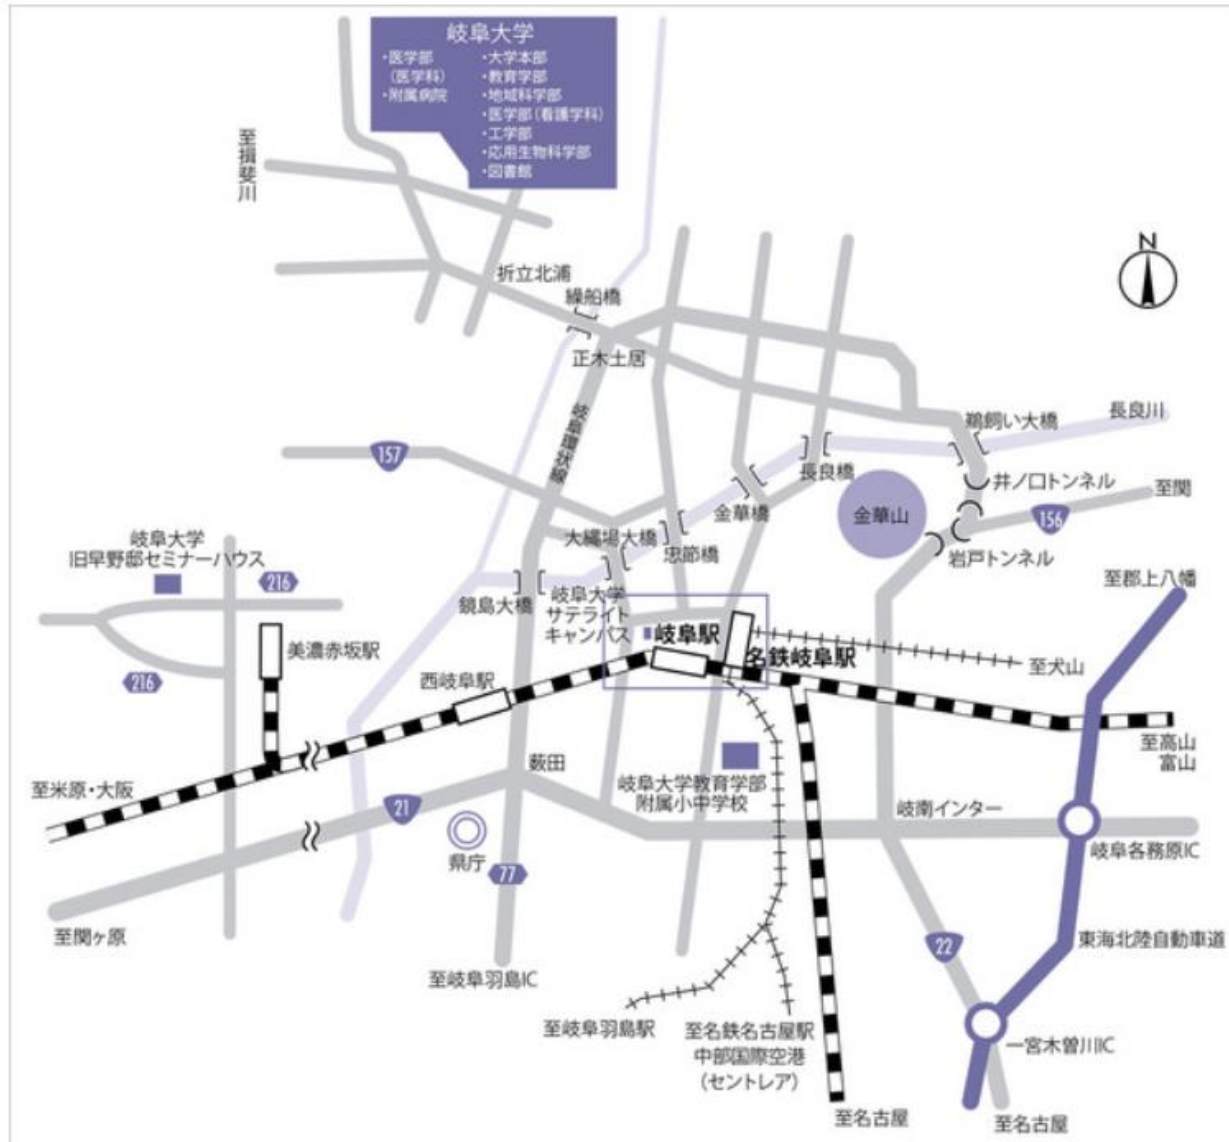 岐阜大学
・医学部
(医学科)
・附属病院
・大学本部
・教育学部
・地域科学部
・医学部(看護学科)
・工学部
・応用生物科学部
・図書館
至揖斐川
N
折立北浦
繰船橋
正木土居
岐阜環状線
長良川
鵜飼い大橋
157
長良橋
井ノ口トンネル
至関
金華橋
金華山
156
岐阜大学
旧早野邸セミナーハウス
大縄場大橋
忠節橋
岩戸トンネル
216
至郡上八幡
鏡島大橋
岐阜大学
サテライト
キャンパス
岐阜駅
美濃赤坂駅
名鉄岐阜駅
至犬山
216
西岐阜駅
至高山
富山
薮田
岐阜大学教育学部
附属小中学校
至米原・大阪
21
岐南インター
県庁
岐阜各務原IC
77
至関ヶ原
22
東海北陸自動車道
至岐阜羽島IC
至岐阜羽島駅
至名鉄名古屋駅
中部国際空港
(セントレア)
一宮木曽川IC
至名古屋
至名古屋